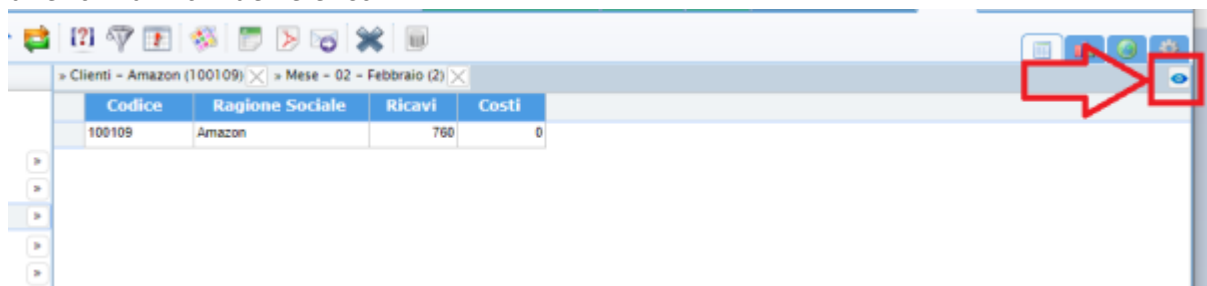 » Clienti - Amazon (100109) » Mese - 02 - Febbraio (2)
Codice Ragione Sociale Ricavi Costi
100109 Amazon 760 0